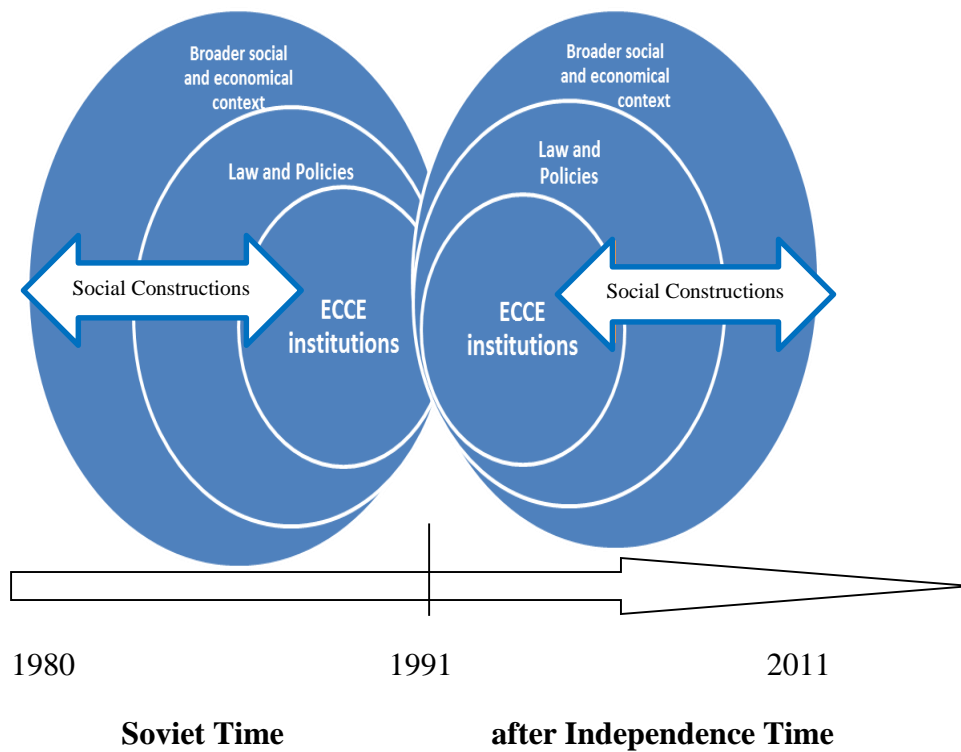 Broader social
and economical
context
Law and Policies
Social Constructions
ECCE
institutions
Broader social
and economical
context
Law and
Policies
Social Constructions
ECCE
institutions
1980
1991
2011
Soviet Time
after Independence Time